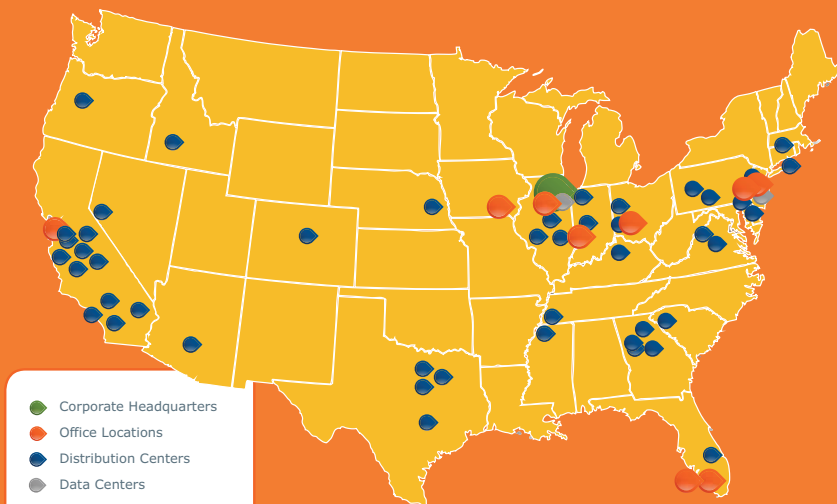 Corporate Headquarters
Office Locations
Distribution Centers
Data Centers